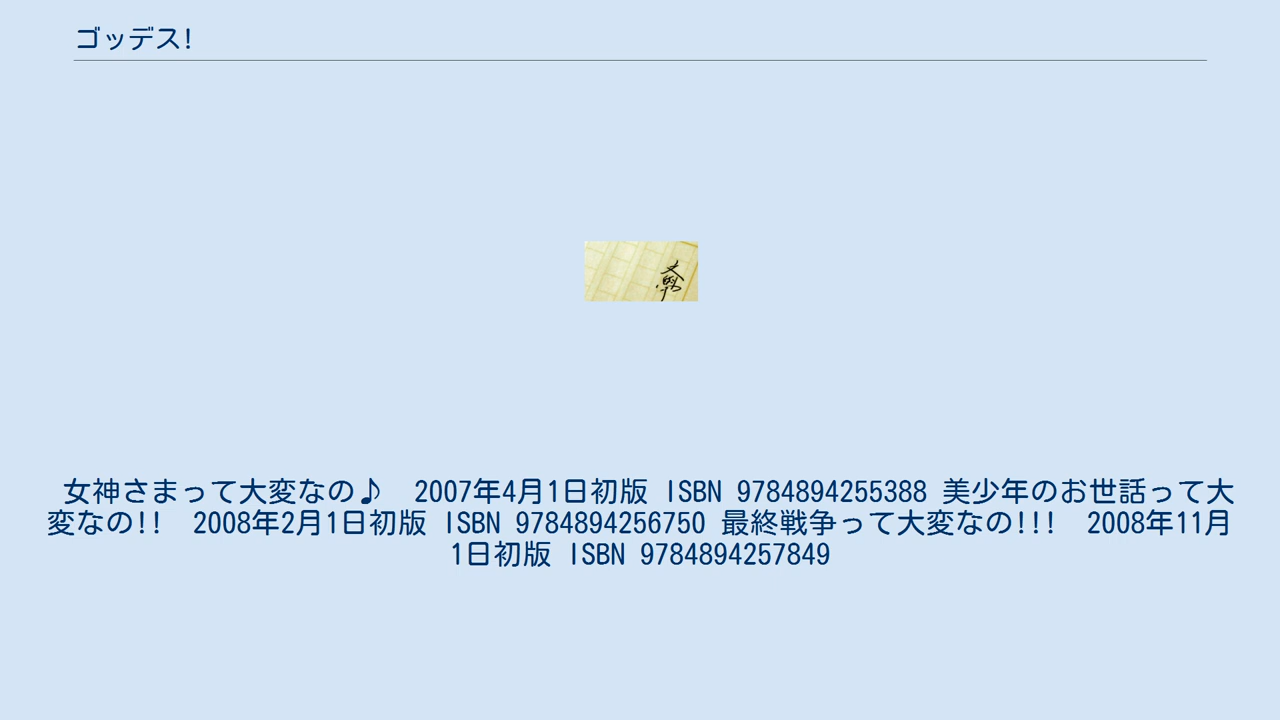 ゴッデス!
女神さまって大変なの♪　2007年4月1日初版 ISBN 9784894255388 美少年のお世話って大
変なの!!　2008年2月1日初版 ISBN 9784894256750 最終戦争って大変なの!!!　2008年11月
1日初版 ISBN 9784894257849